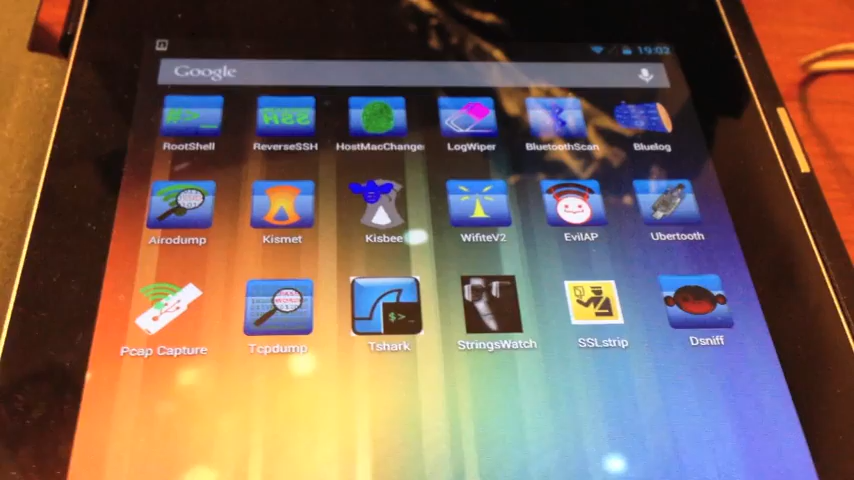 19:02
Google
#>_
HSS
RootShell ReverseSSH HostMacChange LogWiper BluetoothScan Bluelog
Airodump Kismet Kisbee WifiteV2 EvilAP Ubertooth
$>_
Pcap Capture Tcpdump Tshark StringsWatch SSLstrip Dsniff